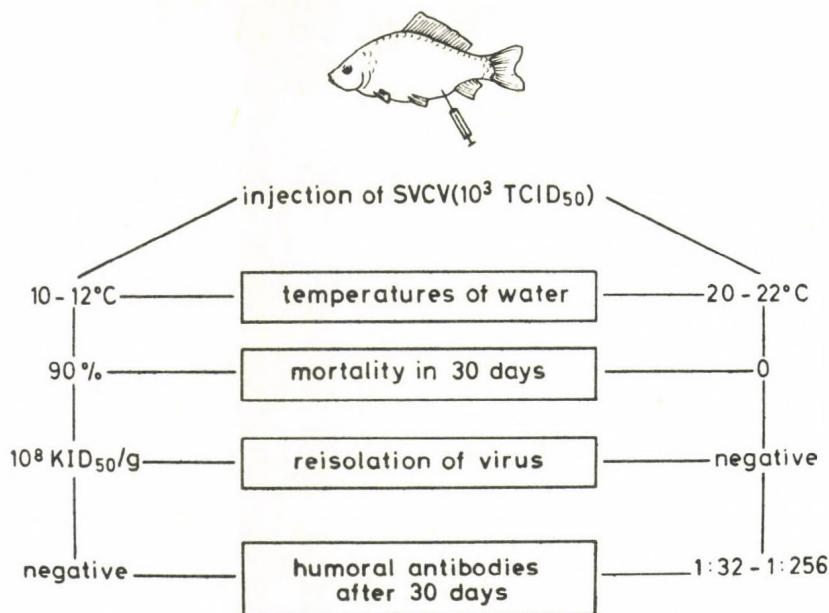 injection of SVCV(10³ TCID₅₀)
10-12°C temperatures of water 20-22°C
90% mortality in 30 days 0
10⁸ KID₅₀/g reisolation of virus negative
negative humoral antibodies 1:32-1:256
after 30 days